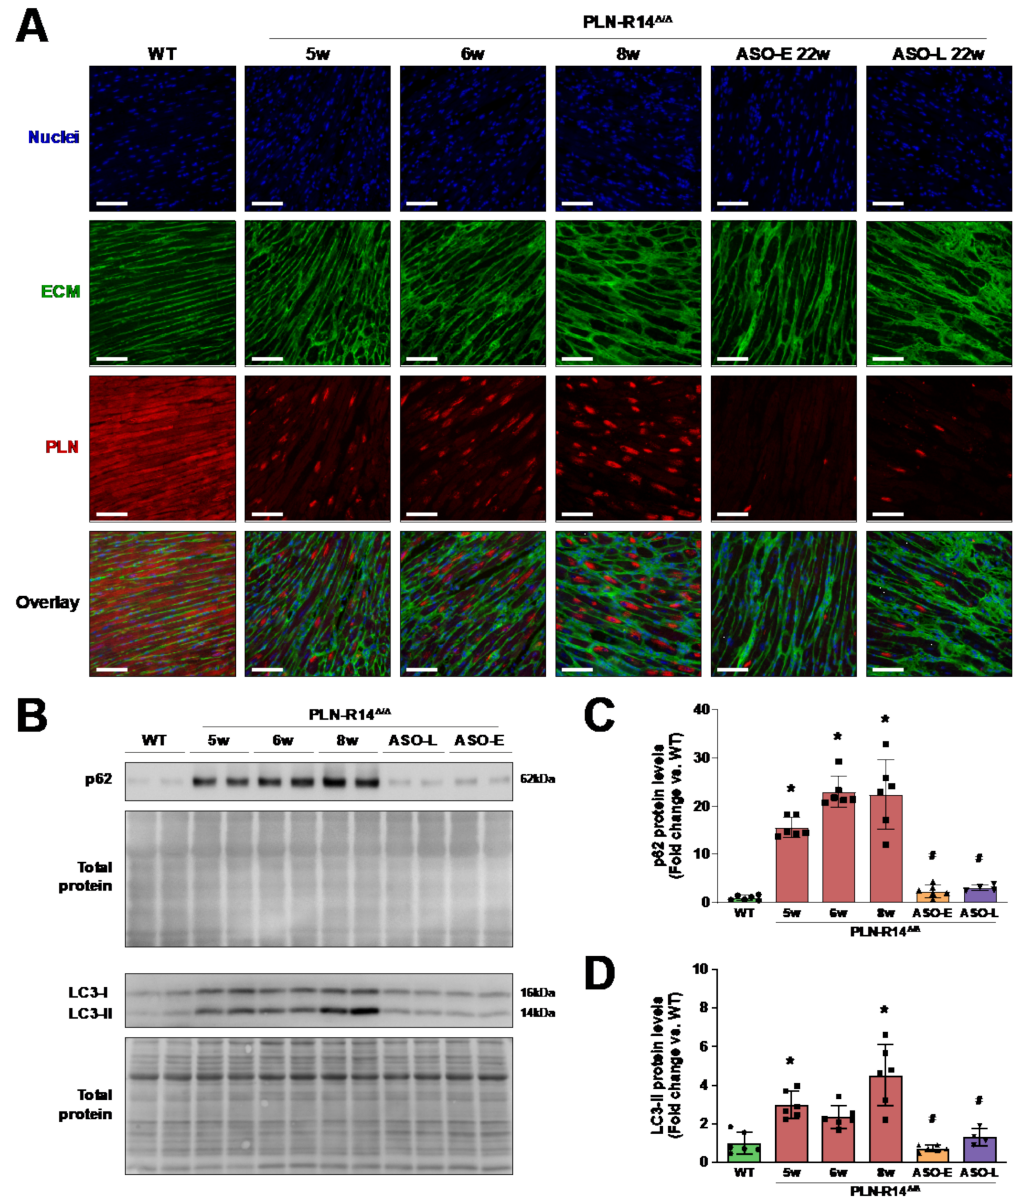 A
PLN-R14Δ/Δ
WT 5w 6w 8w ASO-E 22w ASO-L 22w
Nuclei
ECM
PLN
Overlay
B
PLN-R14Δ/Δ
WT 5w 6w 8w ASO-L ASO-E
p62 62kDa
Total
protein
LC3-I 16kDa
LC3-II 14kDa
Total
protein
C
p62 protein levels
(Fold change vs. WT)
40
30
20
10
0
* * * # #
WT 5w 6w 8w ASO-E ASO-L
PLN-R14Δ/Δ
D
LC3-II protein levels
(Fold change vs. WT)
10
8
6
4
2
0
* * # #
WT 5w 6w 8w ASO-E ASO-L
PLN-R14Δ/Δ